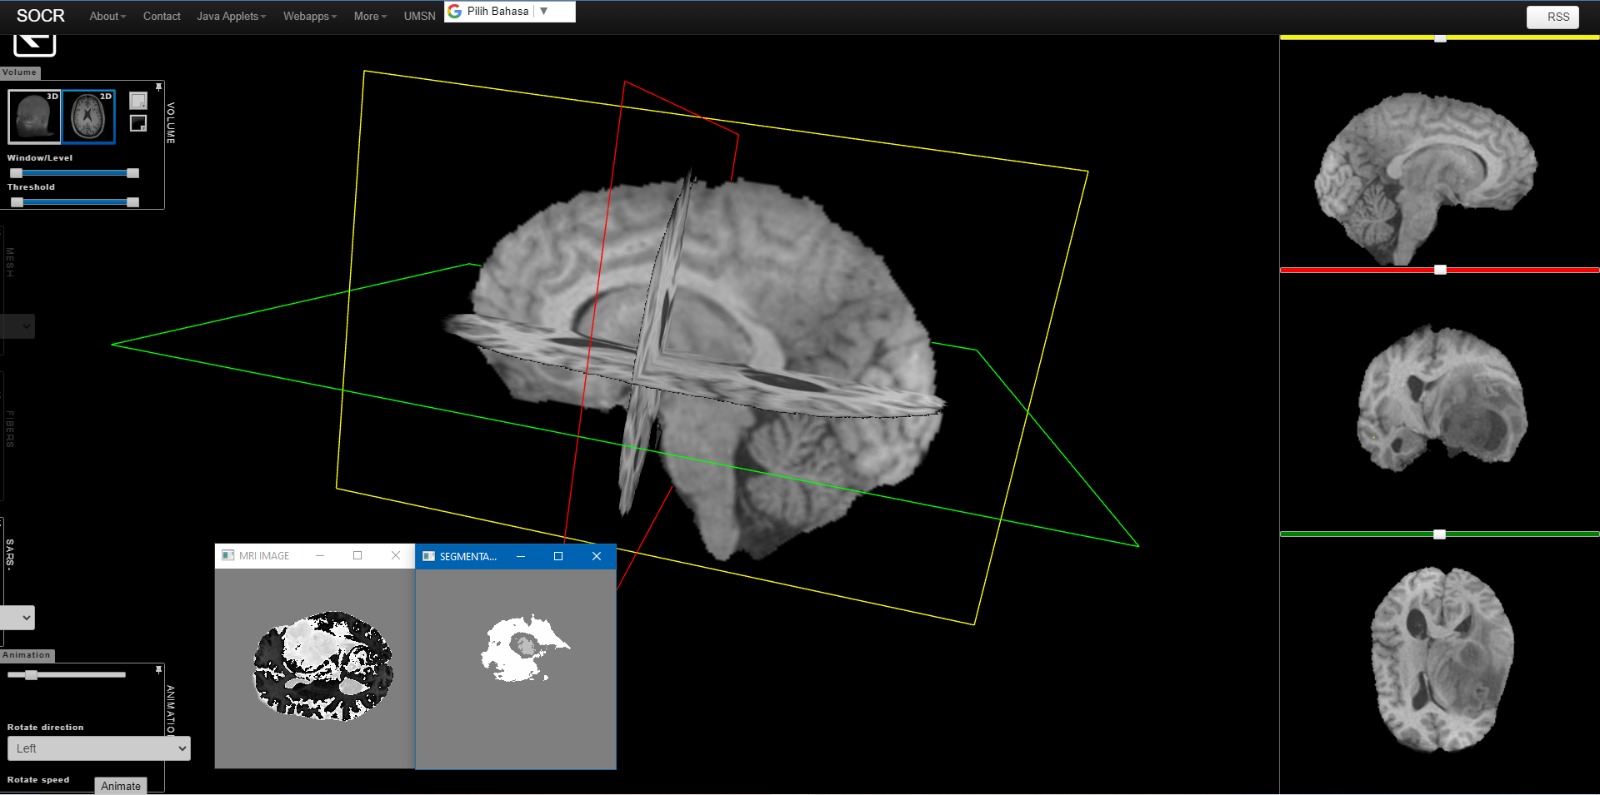 SOCR About Contact Java Applets Webapps More UMSN Pilih Bahasa ▼ RSS
Volume
3D 2D
VOLUME
Window/Level
Threshold
MESH
FIBERS
SARS-
MRI IMAGE SEGMENTA...
Animation
ANIMATIO
Rotate direction
Left
Rotate speed Animate